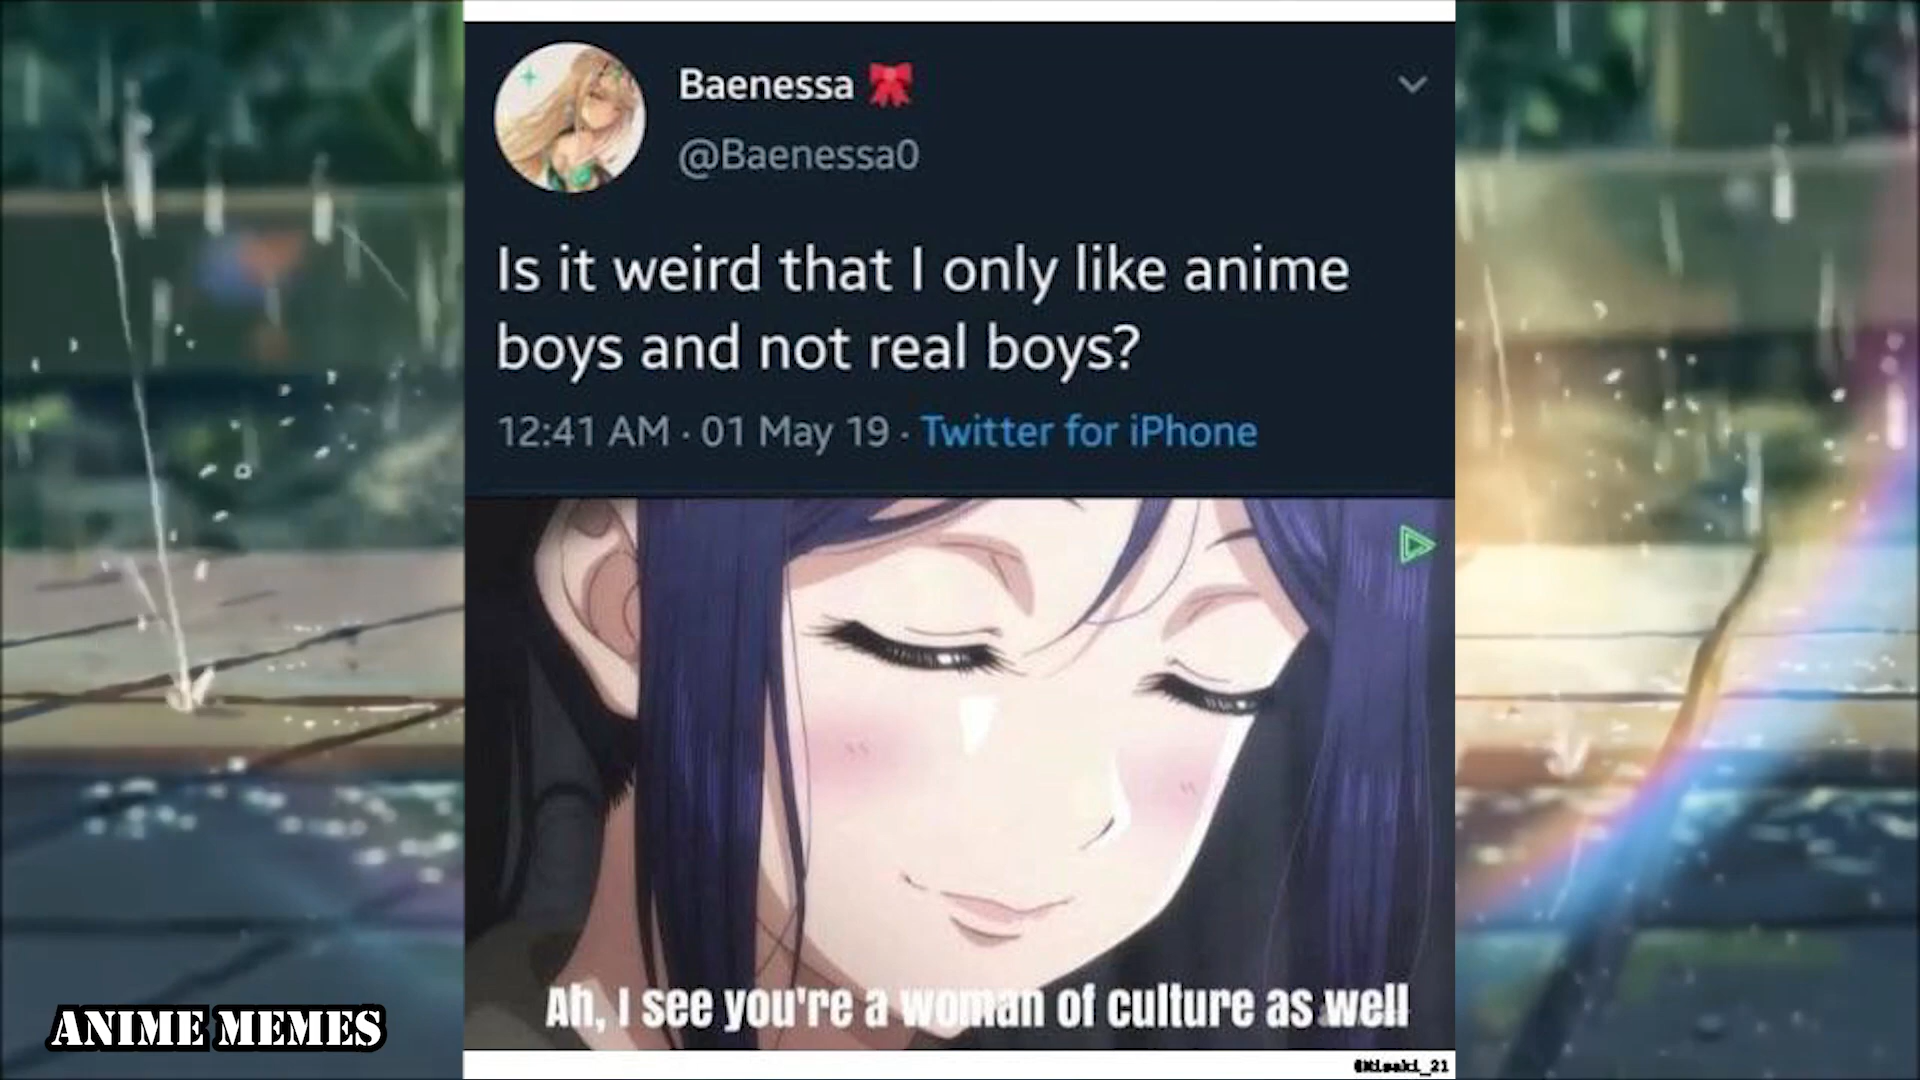 Baenessa 🎀
@Baenessa0
Is it weird that I only like anime
boys and not real boys?
12:41 AM · 01 May 19 · Twitter for iPhone
Ah, I see you're a woman of culture as well
ANIME MEMES
@Misaki_21